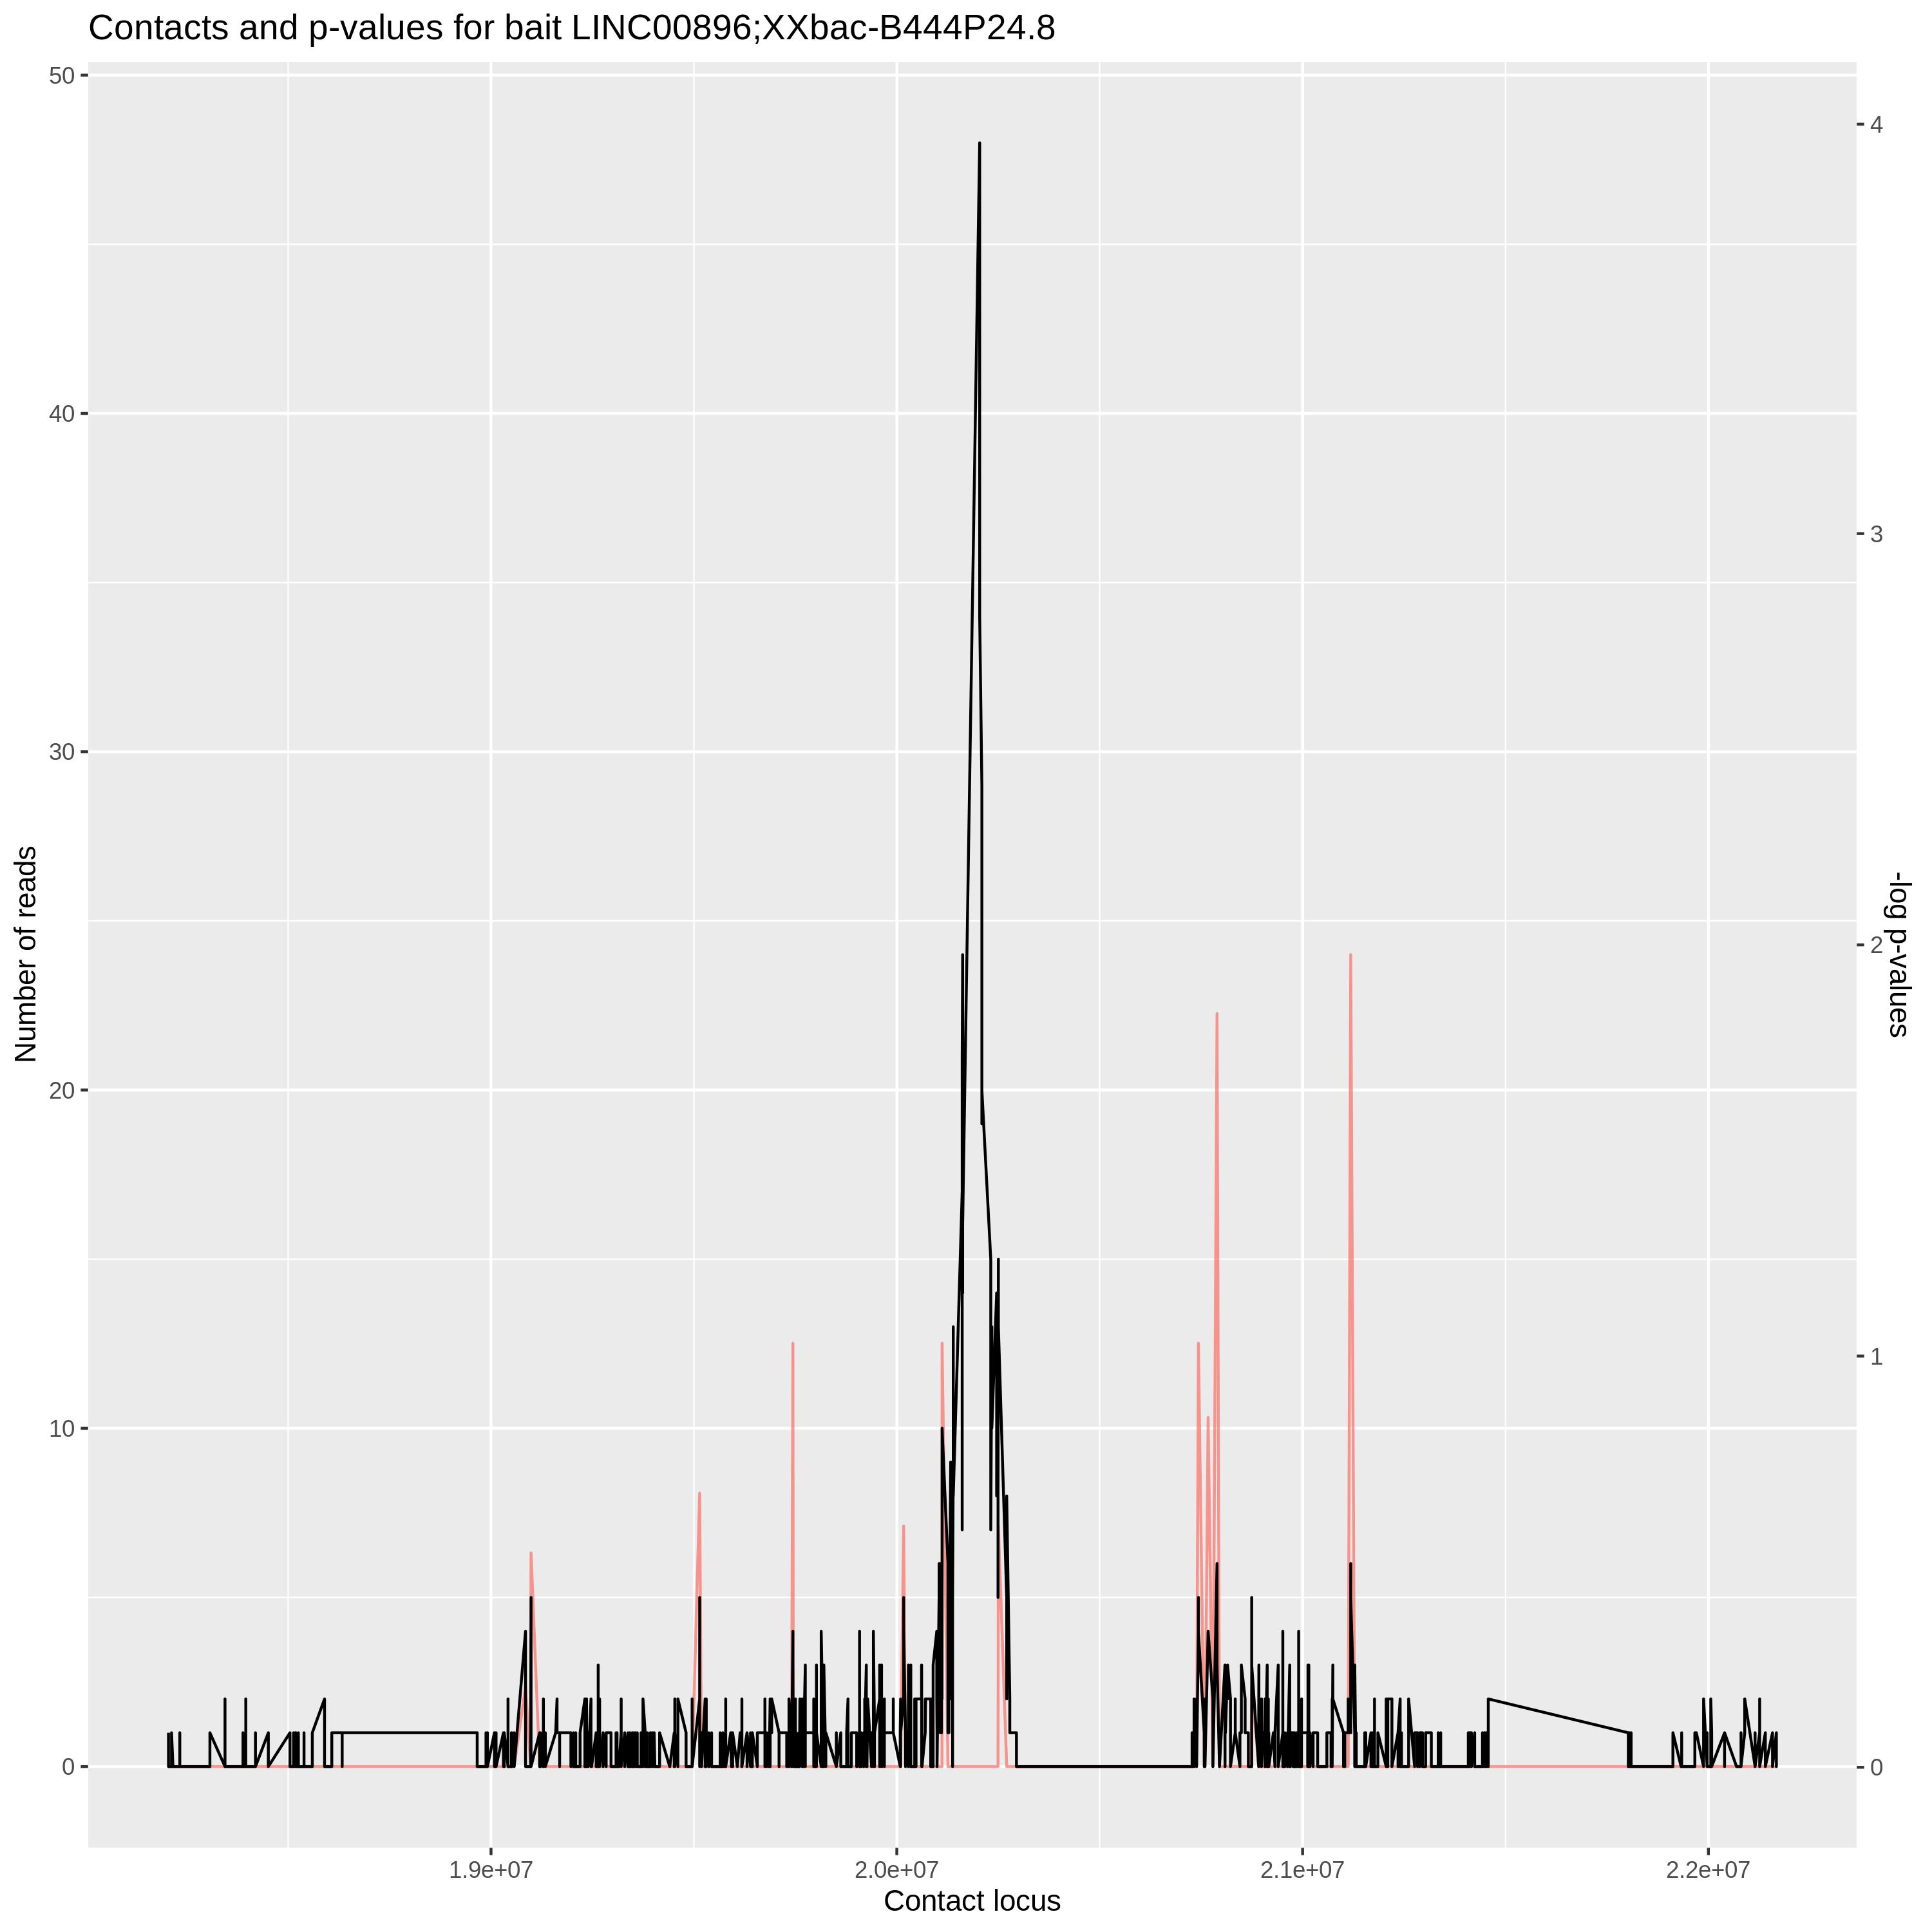 Contacts and p-values for bait LINC00896;XXbac-B444P24.8
50
40
30
20
10
0
Number of reads
4
3
2
1
0
-log p-values
1.9e+07 2.0e+07 2.1e+07 2.2e+07
Contact locus